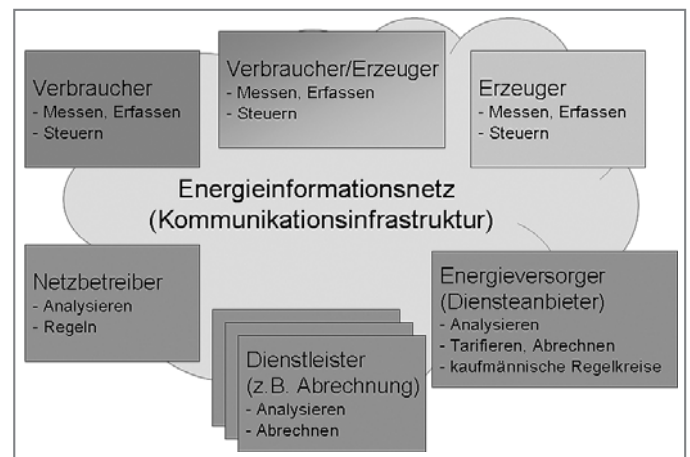 Verbraucher
- Messen, Erfassen
- Steuern
Verbraucher/Erzeuger
- Messen, Erfassen
- Steuern
Erzeuger
- Messen, Erfassen
- Steuern
Energieinformationsnetz
(Kommunikationsinfrastruktur)
Netzbetreiber
- Analysieren
- Regeln
Dienstleister
(z.B. Abrechnung)
- Analysieren
- Abrechnen
Energieversorger
(Diensteanbieter)
- Analysieren
- Tarifieren, Abrechnen
- kaufmännische Regelkreise